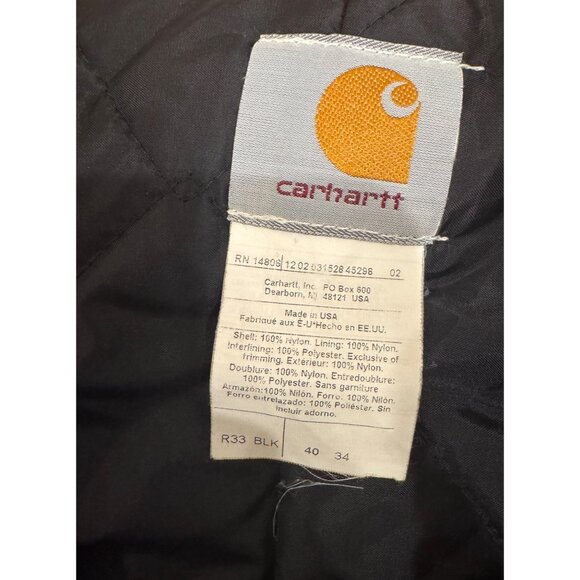 carhartt
RN 14806 12 02 031528 45298 02
Carhartt, Inc. PO Box 600
Dearborn, MI 48121 USA
Made in USA
Fabriqué aux É-U*Hecho en EE.UU.
Shell: 100% Nylon. Lining: 100% Nylon.
Interlining: 100% Polyester. Exclusive of
trimming. Extérieur: 100% Nylon.
Doublure: 100% Nylon. Entredoublure:
100% Polyester. Sans garniture
Armazón:100% Nilón. Forro: 100% Nilón.
Forro entrelazado: 100% Poliéster. Sin
incluir adorno.
R33 BLK 40 34